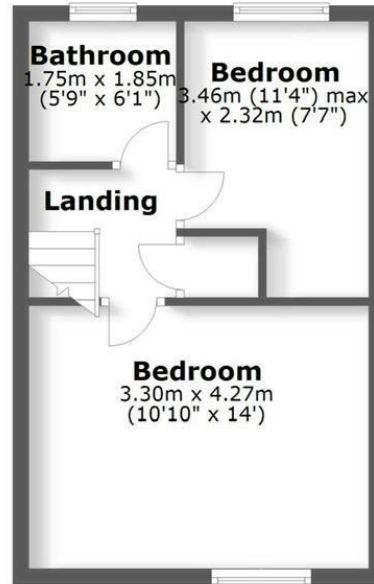 Bathroom
1.75m x 1.85m
(5'9" x 6'1")
Bedroom
3.46m (11'4") max
x 2.32m (7'7")
Landing
Bedroom
3.30m x 4.27m
(10'10" x 14')